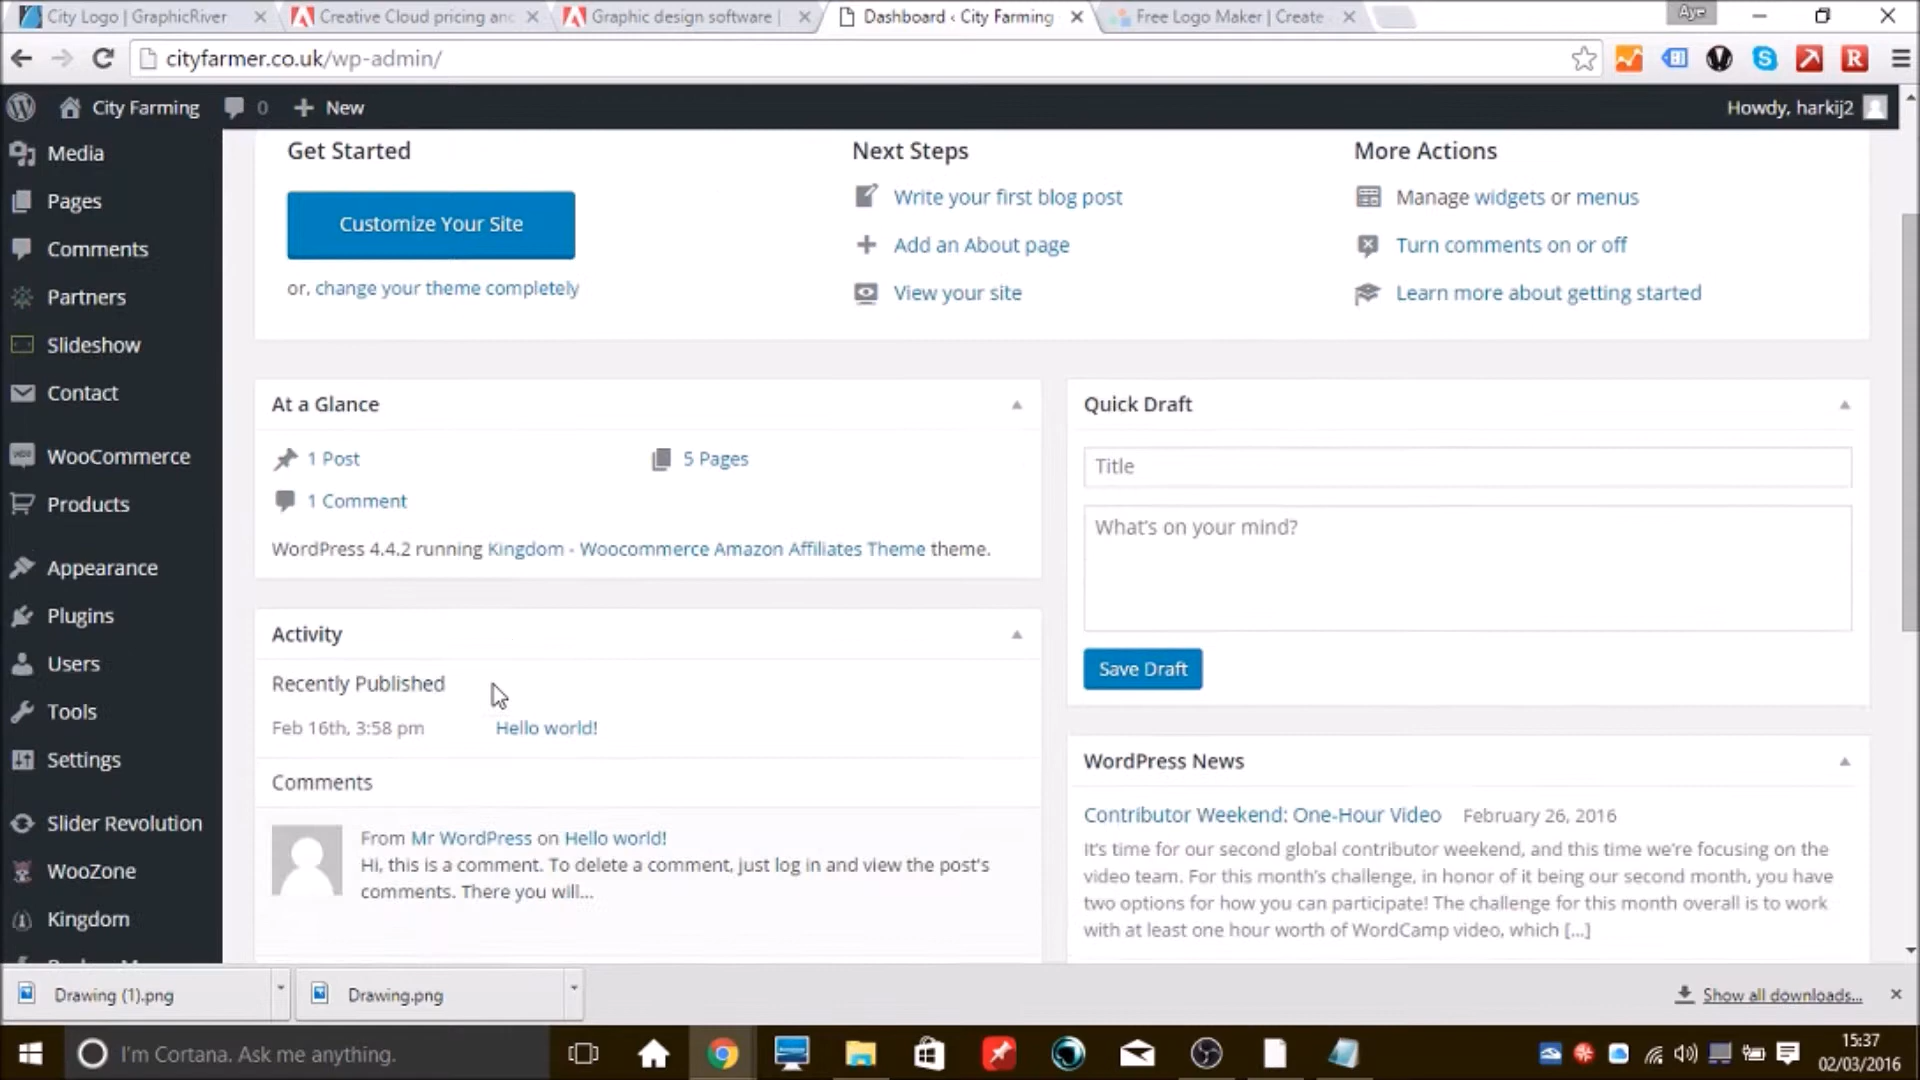 City Logo | GraphicRiver
Creative Cloud pricing and
Graphic design software |
Dashboard ‹ City Farming
Free Logo Maker | Create
Aye
cityfarmer.co.uk/wp-admin/
City Farming
0
New
Howdy, harkij2
Media
Pages
Comments
Partners
Slideshow
Contact
WooCommerce
Products
Appearance
Plugins
Users
Tools
Settings
Slider Revolution
WooZone
Kingdom
Get Started
Customize Your Site
or, change your theme completely
Next Steps
Write your first blog post
Add an About page
View your site
More Actions
Manage widgets or menus
Turn comments on or off
Learn more about getting started
At a Glance
1 Post
5 Pages
1 Comment
WordPress 4.4.2 running Kingdom - Woocommerce Amazon Affiliates Theme theme.
Activity
Recently Published
Feb 16th, 3:58 pm
Hello world!
Comments
From Mr WordPress on Hello world!
Hi, this is a comment. To delete a comment, just log in and view the post's
comments. There you will...
Quick Draft
Title
What's on your mind?
Save Draft
WordPress News
Contributor Weekend: One-Hour Video February 26, 2016
It's time for our second global contributor weekend, and this time we're focusing on the
video team. For this month's challenge, in honor of it being our second month, you have
two options for how you can participate! The challenge for this month overall is to work
with at least one hour worth of WordCamp video, which [...]
Drawing (1).png
Drawing.png
Show all downloads...
I'm Cortana. Ask me anything.
15:37
02/03/2016